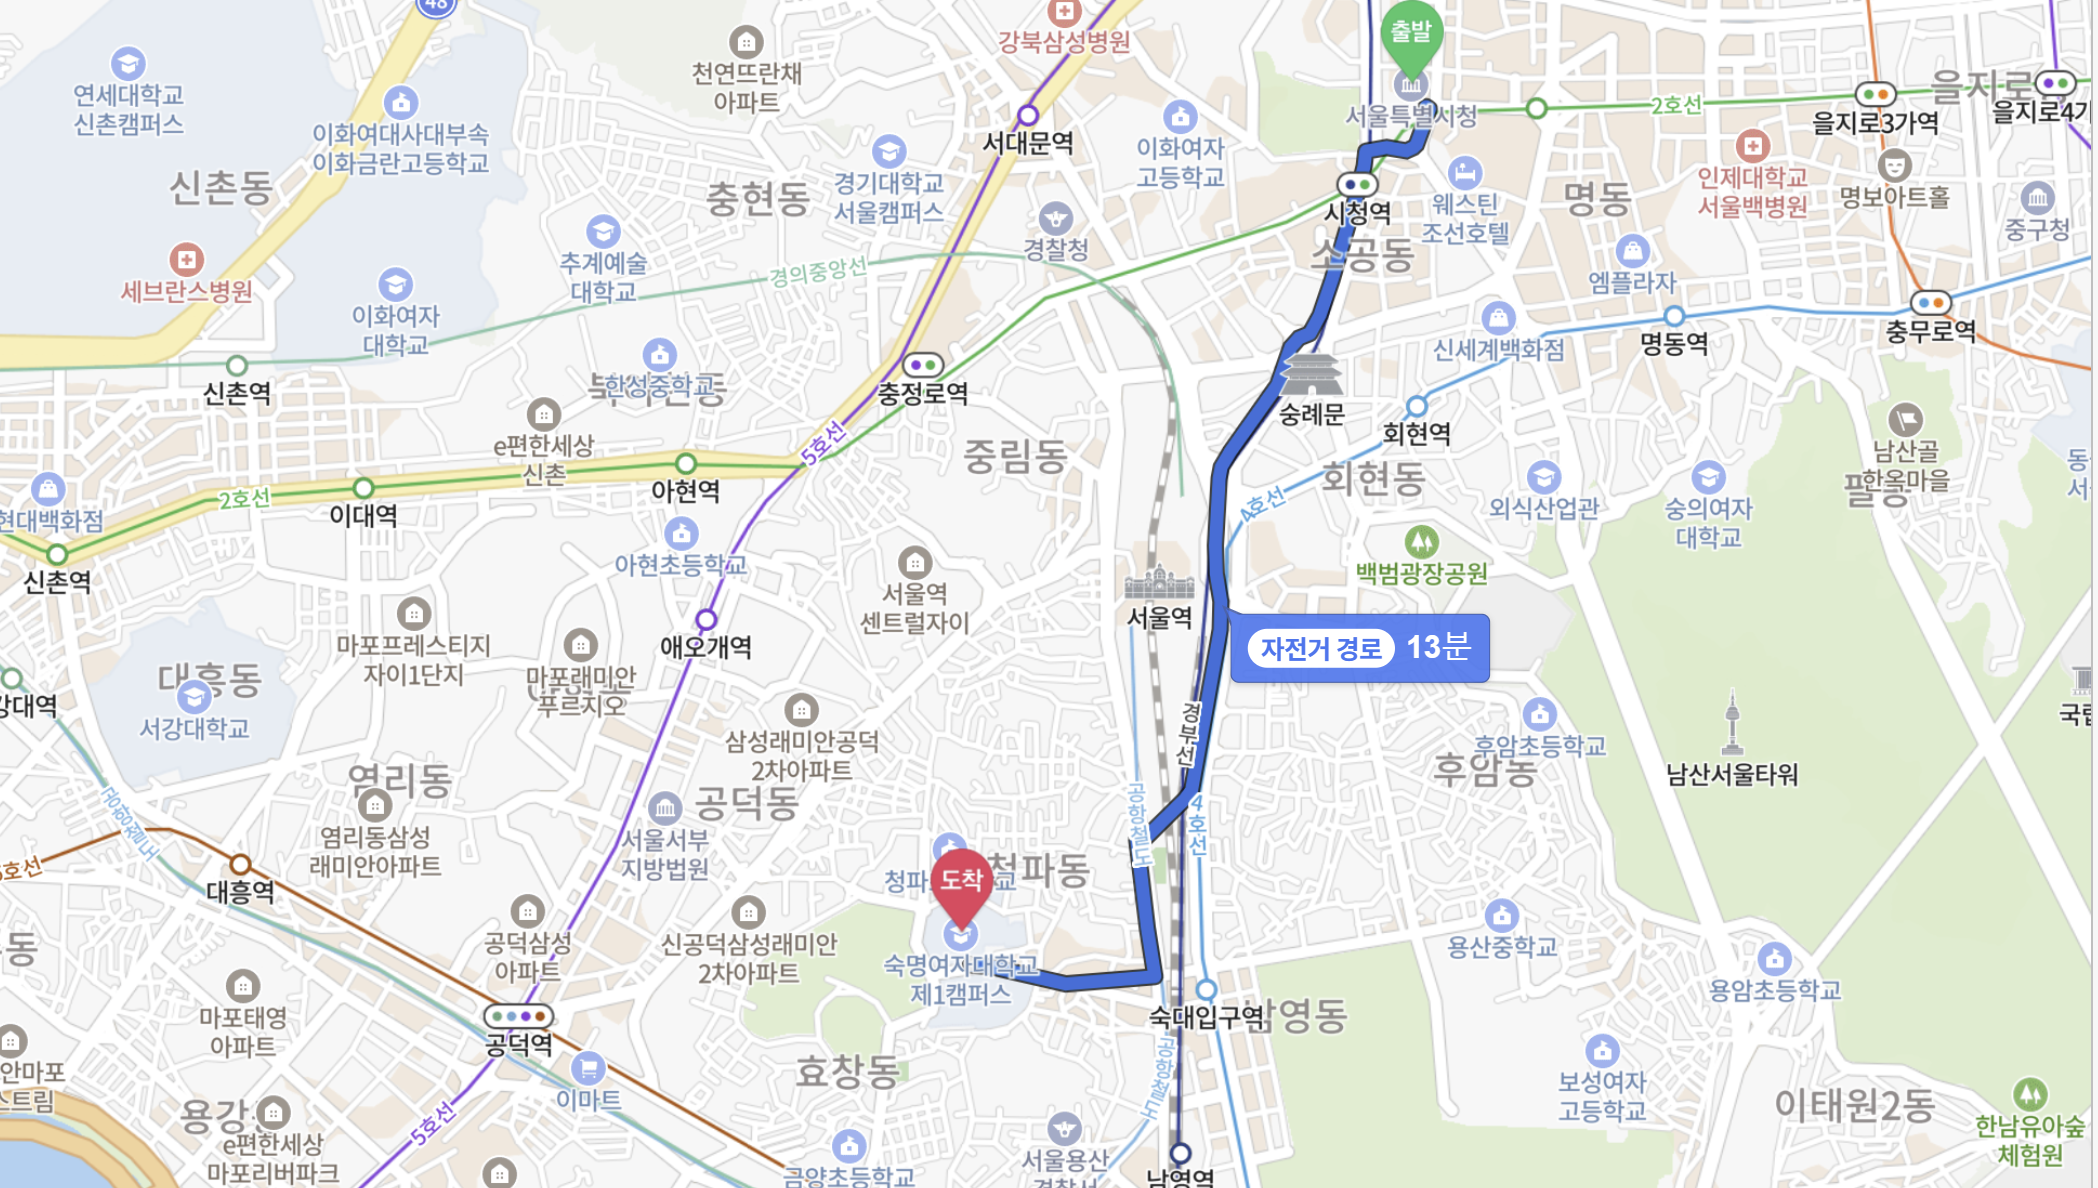 48
출발
강북삼성병원
천연뜨란채
아파트
연세대학교
신촌캠퍼스
이화여대사대부속
이화금란고등학교
서대문역
이화여자
고등학교
서울특별시청
2호선
을지로3가역
을지로
을지로4가
신촌동
충현동
경기대학교
서울캠퍼스
경찰청
시청역
소공동
웨스틴
조선호텔
명동
인제대학교
서울백병원
명보아트홀
중구청
세브란스병원
추계예술
대학교
경의중앙선
이화여자
대학교
엠플라자
신세계백화점
명동역
충무로역
신촌역
한성중학교
충정로역
숭례문
회현역
e편한세상
신촌
5호선
중림동
회현동
남산골
한옥마을
필동
현대백화점
2호선
이대역
아현역
4호선
외식산업관
숭의여자
대학교
신촌역
아현초등학교
서울역
센트럴자이
서울역
백범광장공원
마포프레스티지
자이1단지
애오개역
마포래미안
푸르지오
자전거 경로 13분
대흥동
서강대학교
강대역
삼성래미안공덕
2차아파트
경부선
후암초등학교
후암동
남산서울타워
국립
염리동
염리동삼성
래미안아파트
공항철도
서울서부
지방법원
공덕동
공항철도
4호선
대흥역
청파동
도착
공덕삼성
아파트
신공덕삼성래미안
2차아파트
숙명여자대학교
제1캠퍼스
용산중학교
용암초등학교
마포태영
아파트
공덕역
숙대입구역
남영동
이마트
효창동
공항철도
보성여자
고등학교
이태원2동
한남유아숲
체험원
e편한세상
마포리버파크
5호선
금양초등학교
서울용산
경찰서
남영역